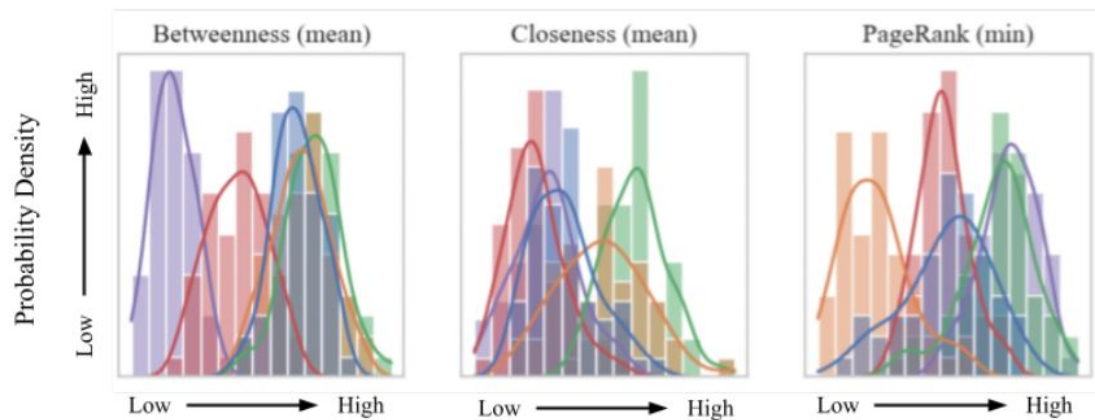 Betweenness (mean)
Closeness (mean)
PageRank (min)
Probability Density
High
Low
Low High
Low High
Low High